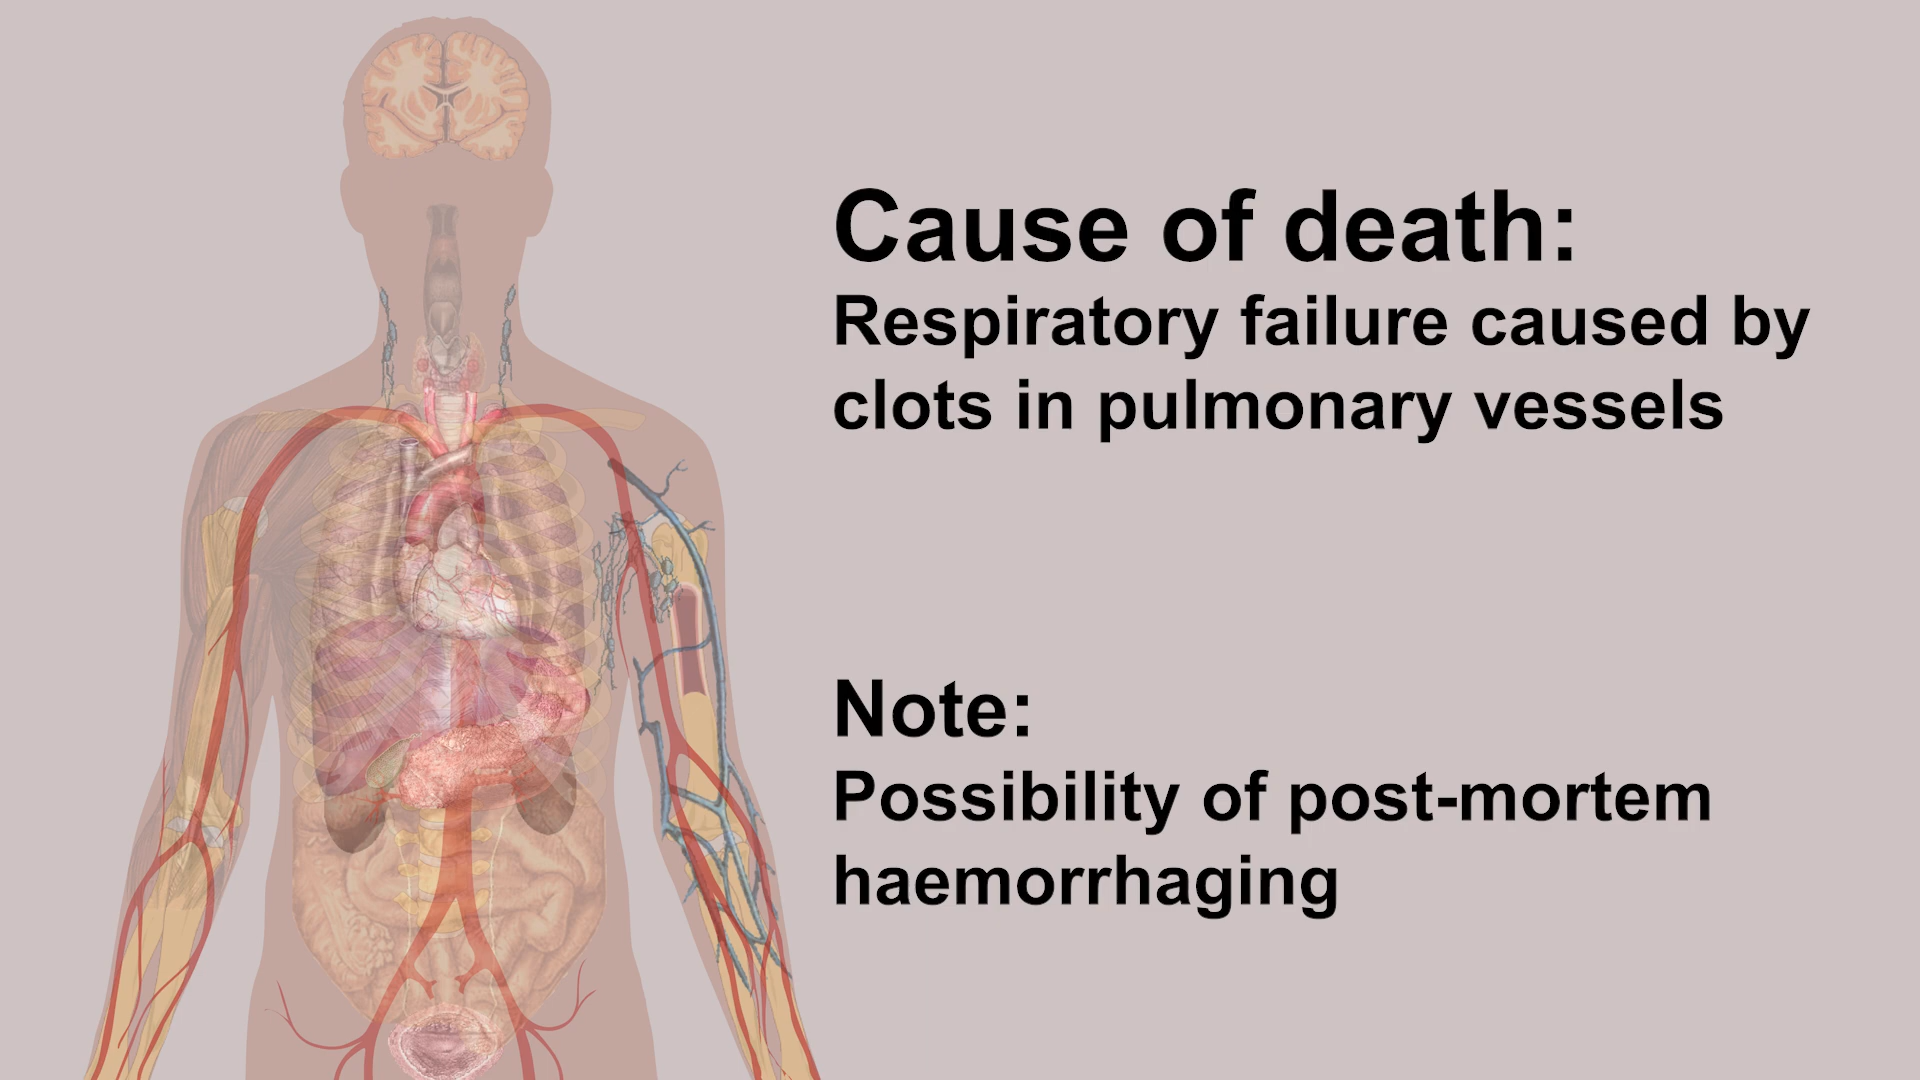 Cause of death:
Respiratory failure caused by
clots in pulmonary vessels
Note:
Possibility of post-mortem
haemorrhaging